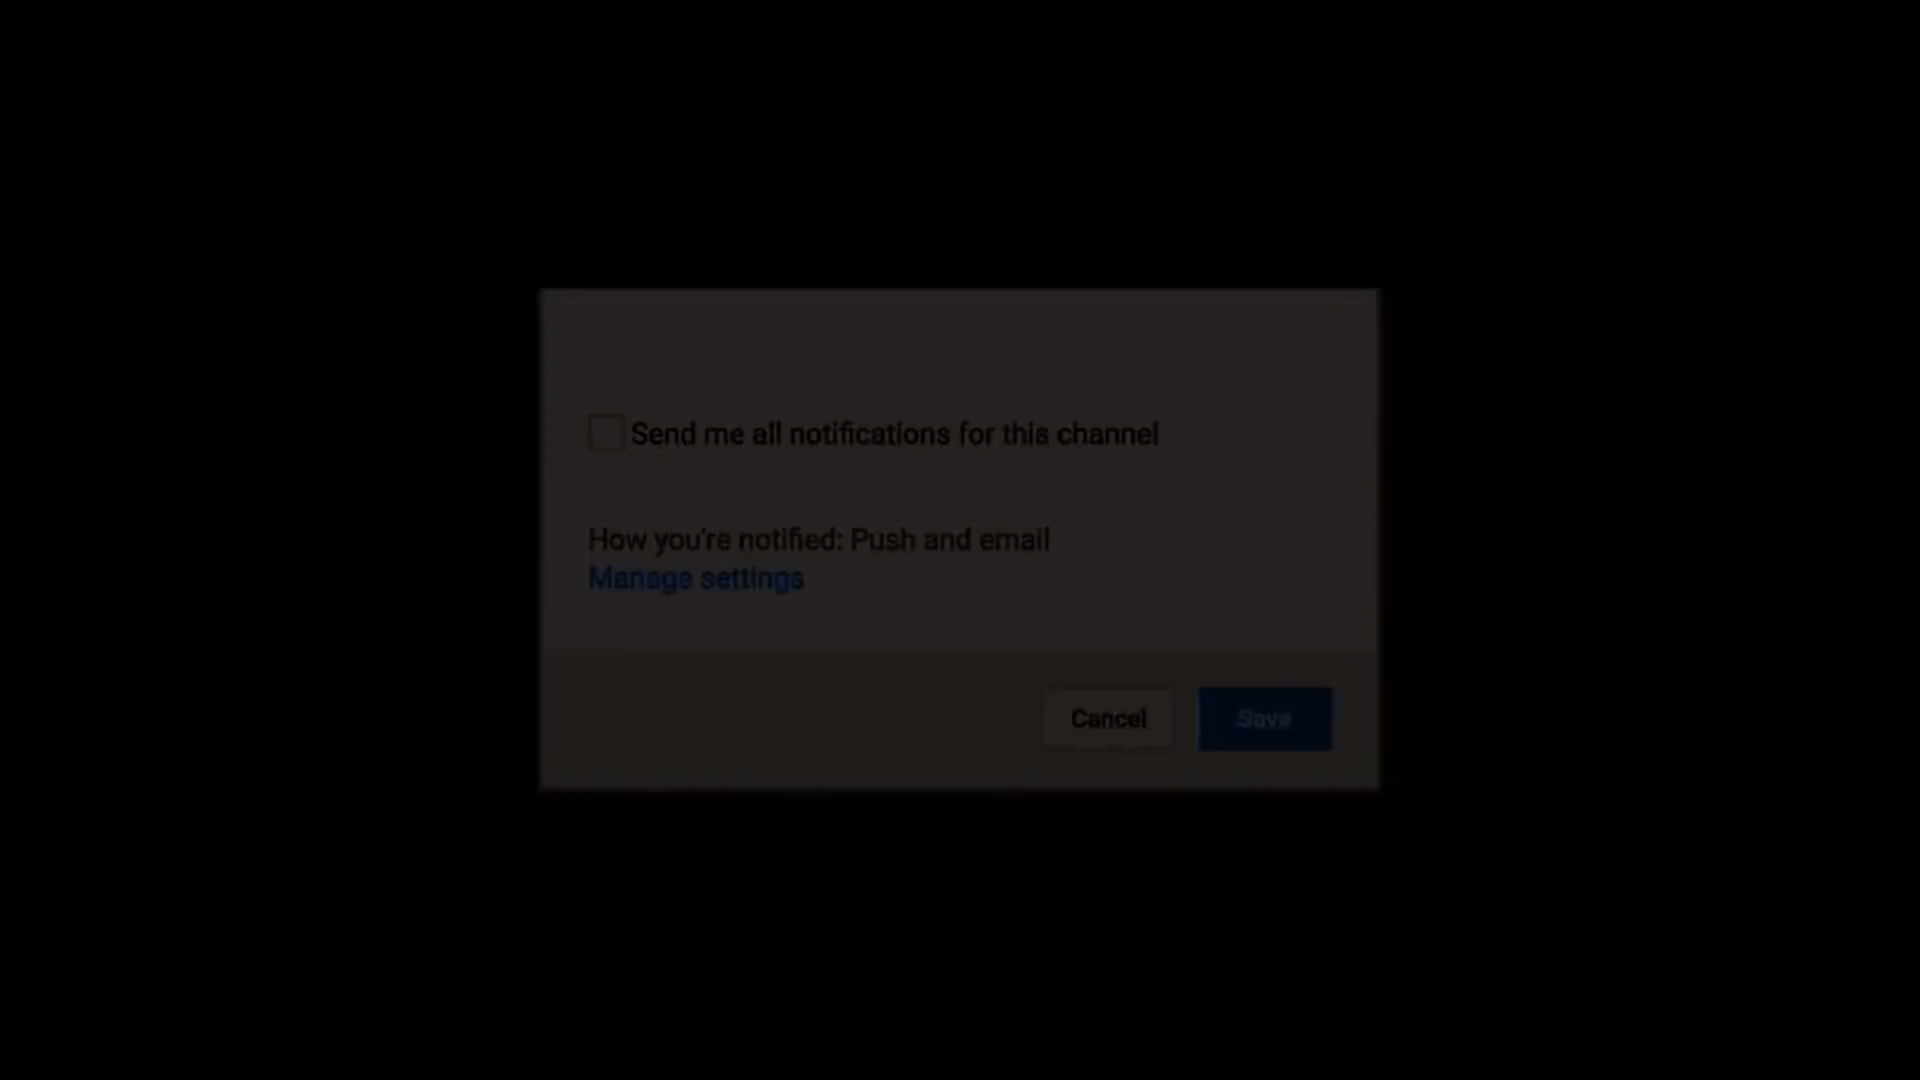 Send me all notifications for this channel
How you're notified: Push and email
Manage settings
Cancel
Save